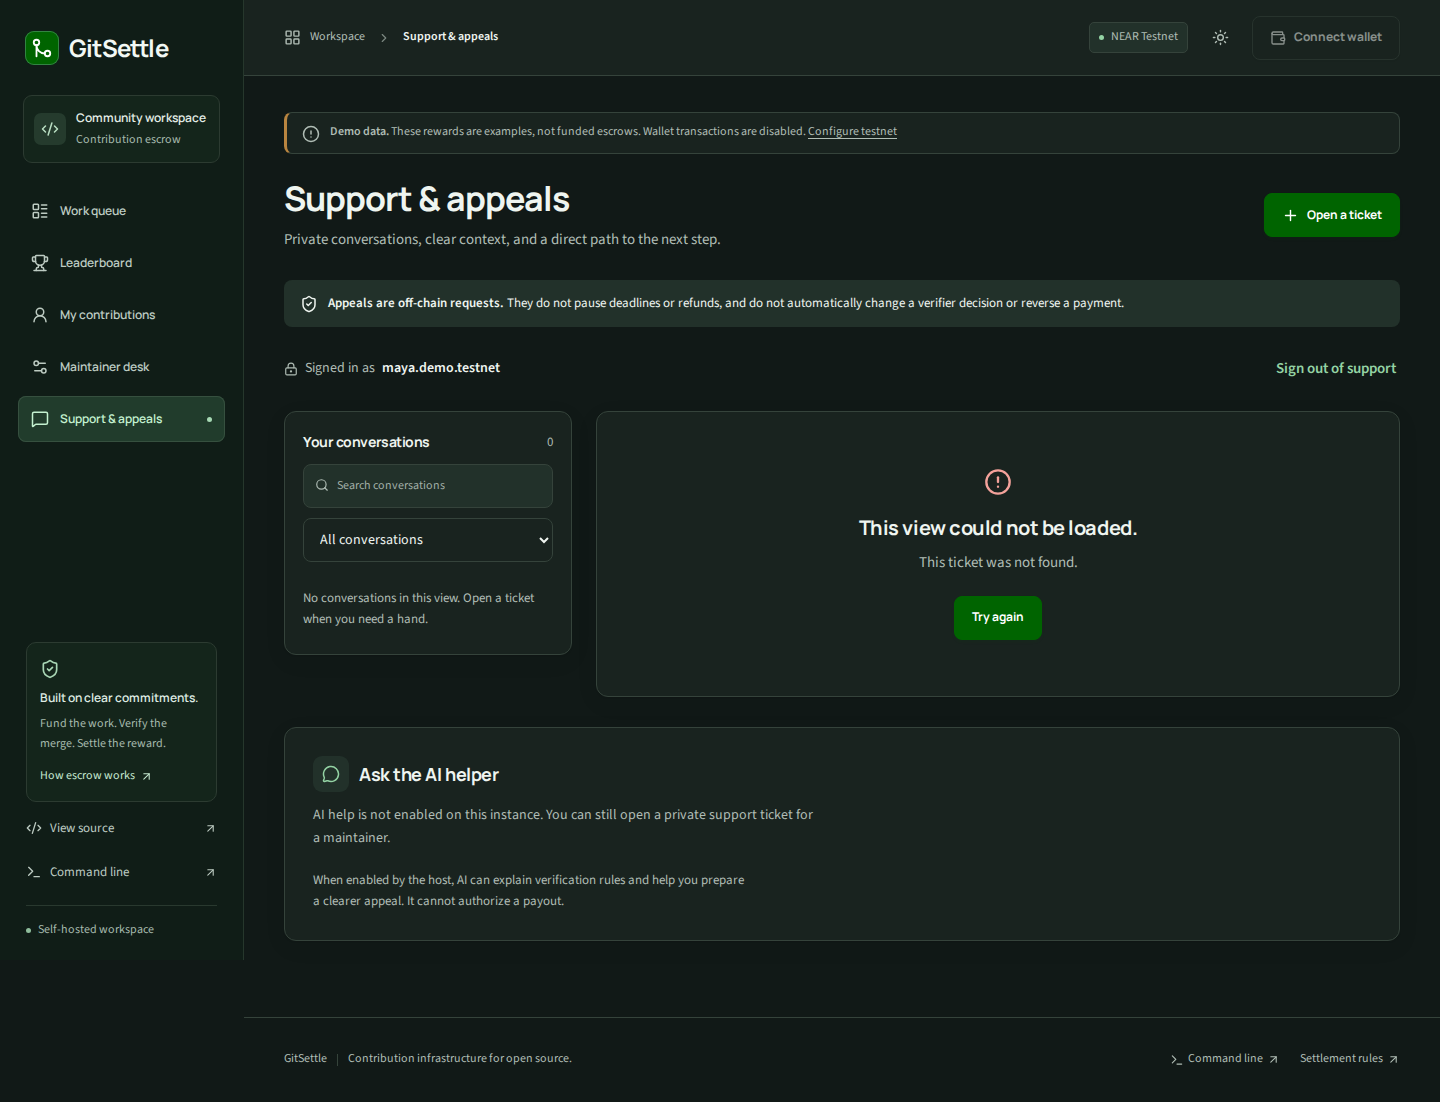 GitSettle
Community workspace
Contribution escrow
Work queue
Leaderboard
My contributions
Maintainer desk
Support & appeals
Built on clear commitments.
Fund the work. Verify the
merge. Settle the reward.
How escrow works
View source
Command line
Self-hosted workspace
Workspace
Support & appeals
NEAR Testnet
Connect wallet
Demo data. These rewards are examples, not funded escrows. Wallet transactions are disabled. Configure testnet
Support & appeals
Private conversations, clear context, and a direct path to the next step.
Open a ticket
Appeals are off-chain requests. They do not pause deadlines or refunds, and do not automatically change a verifier decision or reverse a payment.
Signed in as maya.demo.testnet
Sign out of support
Your conversations
0
Search conversations
All conversations
No conversations in this view. Open a ticket
when you need a hand.
This view could not be loaded.
This ticket was not found.
Try again
Ask the AI helper
AI help is not enabled on this instance. You can still open a private support ticket for
a maintainer.
When enabled by the host, AI can explain verification rules and help you prepare
a clearer appeal. It cannot authorize a payout.
GitSettle
Contribution infrastructure for open source.
Command line
Settlement rules